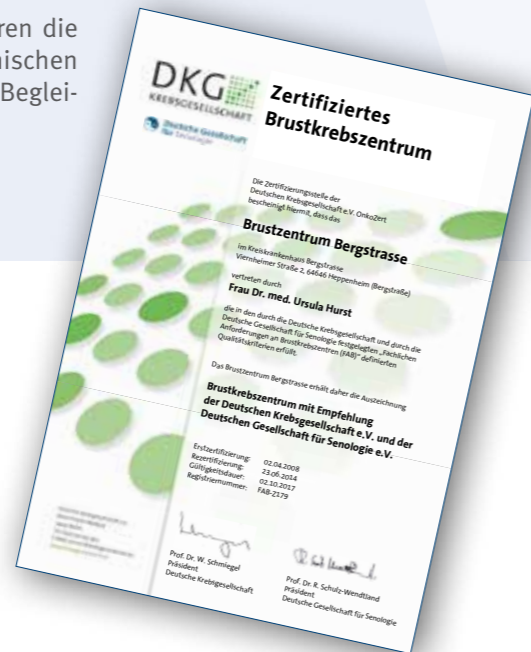 ren die
nischen
Beglei-
DKG
KREBSGESELLSCHAFT
Deutsche Gesellschaft
für Senologie
Zertifiziertes
Brustkrebszentrum
Die Zertifizierungsstelle der
Deutschen Krebsgesellschaft e.V. OnkoZert
bescheinigt hiermit, dass das
Brustzentrum Bergstrasse
im Kreiskrankenhaus Bergstrasse
Viernheimer Straße 2, 64646 Heppenheim (Bergstraße)
vertreten durch
Frau Dr. med. Ursula Hurst
die in den durch die Deutsche Krebsgesellschaft und durch die
Deutsche Gesellschaft für Senologie festgelegten „Fachlichen
Anforderungen an Brustkrebszentren (FAB)“ definierten
Qualitätskriterien erfüllt.
Das Brustzentrum Bergstrasse erhält daher die Auszeichnung
Brustkrebszentrum mit Empfehlung
der Deutschen Krebsgesellschaft e.V. und der
Deutschen Gesellschaft für Senologie e.V.
Erstzertifizierung: 02.04.2008
Rezertifizierung: 23.06.2014
Gültigkeitsdauer: 02.10.2017
Registriernummer: FAB-Z179
Prof. Dr. W. Schmiegel
Präsident
Deutsche Krebsgesellschaft
Prof. Dr. R. Schulz-Wendtland
Präsident
Deutsche Gesellschaft für Senologie